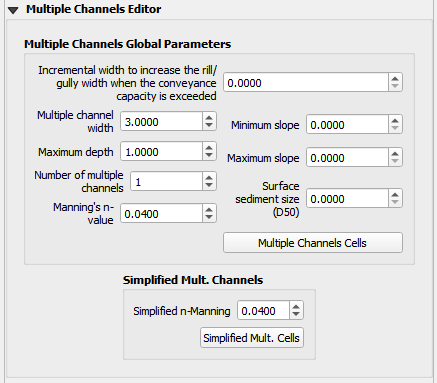 Multiple Channels Editor
Multiple Channels Global Parameters
Incremental width to increase the rill/
gully width when the conveyance
capacity is exceeded
0.0000
Multiple channel
width
3.0000
Minimum slope
0.0000
Maximum depth
1.0000
Maximum slope
0.0000
Number of multiple
channels
1
Surface
sediment size
(D50)
0.0000
Manning's n-
value
0.0400
Multiple Channels Cells
Simplified Mult. Channels
Simplified n-Manning
0.0400
Simplified Mult. Cells